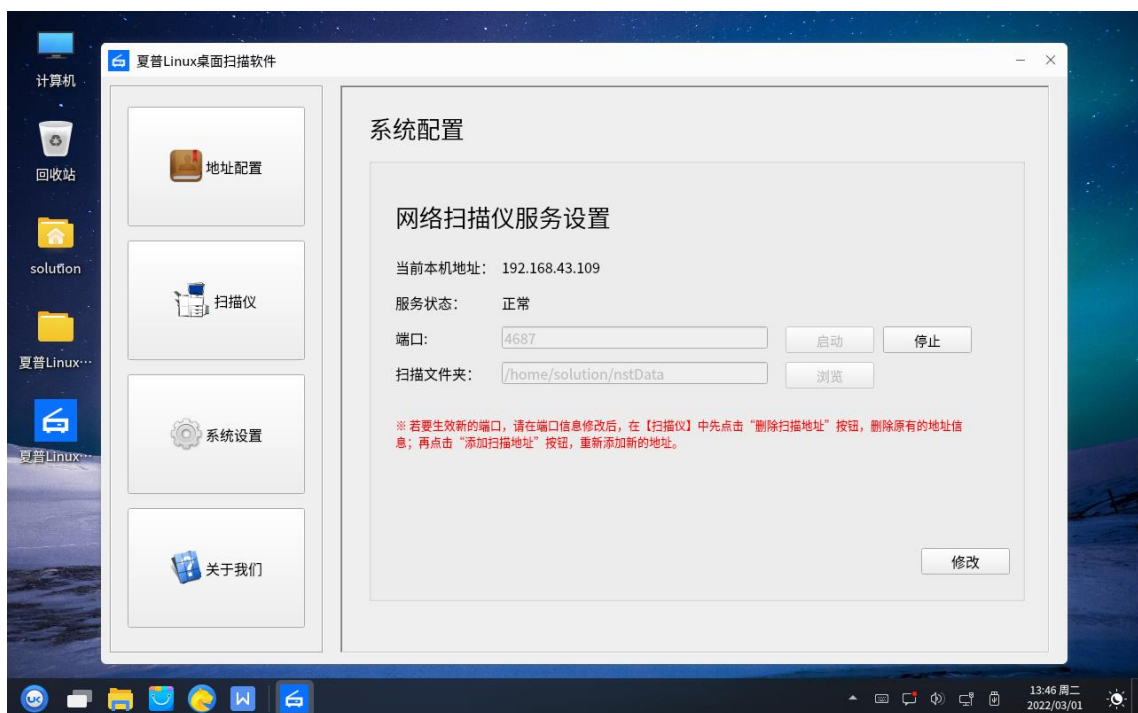 计算机
回收站
solution
夏普Linux…
夏普Linux…
夏普Linux桌面扫描软件
地址配置
扫描仪
系统设置
关于我们
系统配置
网络扫描仪服务设置
当前本机地址： 192.168.43.109
服务状态： 正常
端口: 4687 启动 停止
扫描文件夹： /home/solution/nstData 浏览
※ 若要生效新的端口，请在端口信息修改后，在【扫描仪】中先点击“删除扫描地址”按钮，删除原有的地址信
息；再点击“添加扫描地址”按钮，重新添加新的地址。
修改
UK
W
13:46 周二
2022/03/01